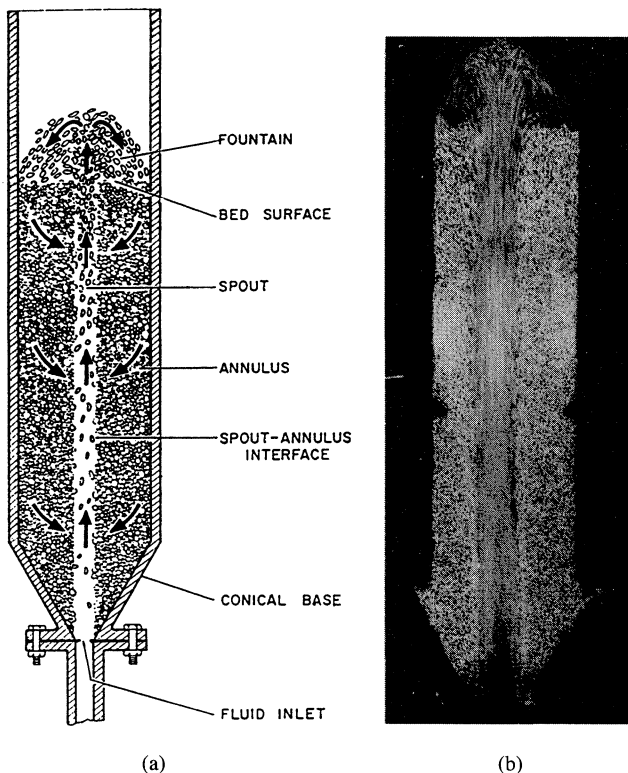 FOUNTAIN
BED SURFACE
SPOUT
ANNULUS
SPOUT-ANNULUS
INTERFACE
CONICAL BASE
FLUID INLET
(a)
(b)